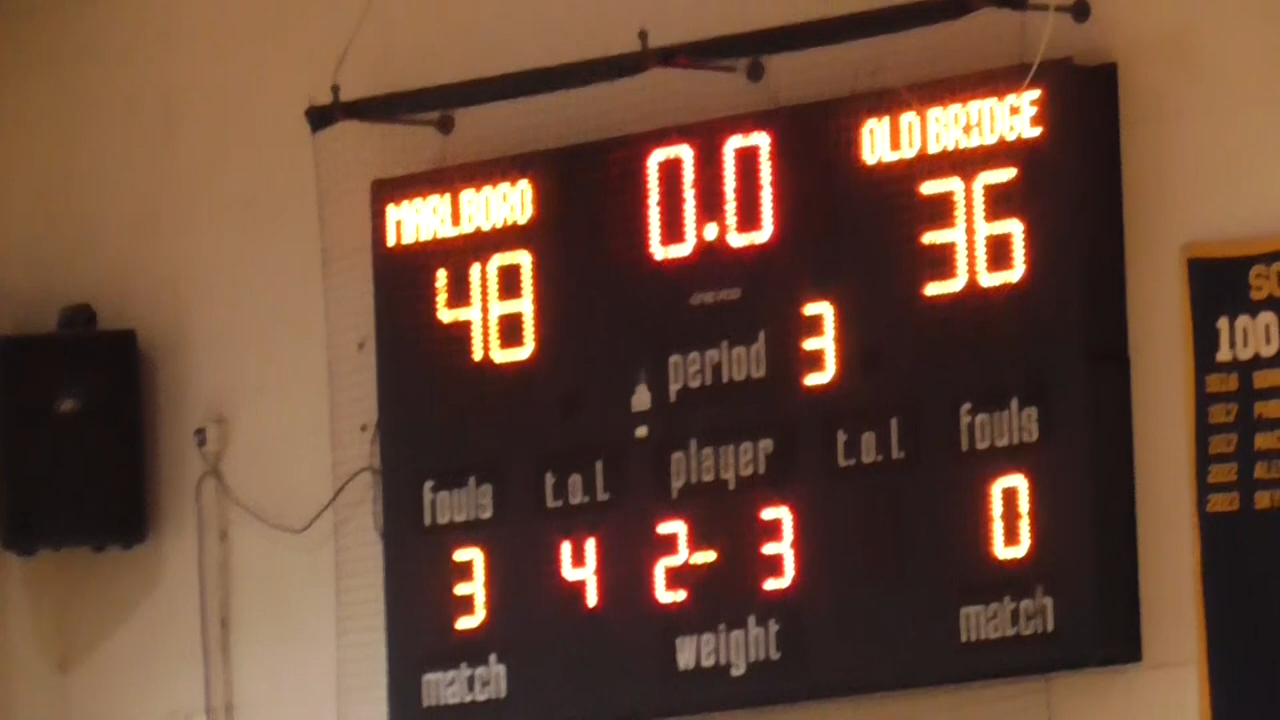 MARLBORO 0.0 OLD BRIDGE
48 36
period 3
fouls t.o.l. player t.o.l. fouls
3 4 2- 3 0
match weight match
100